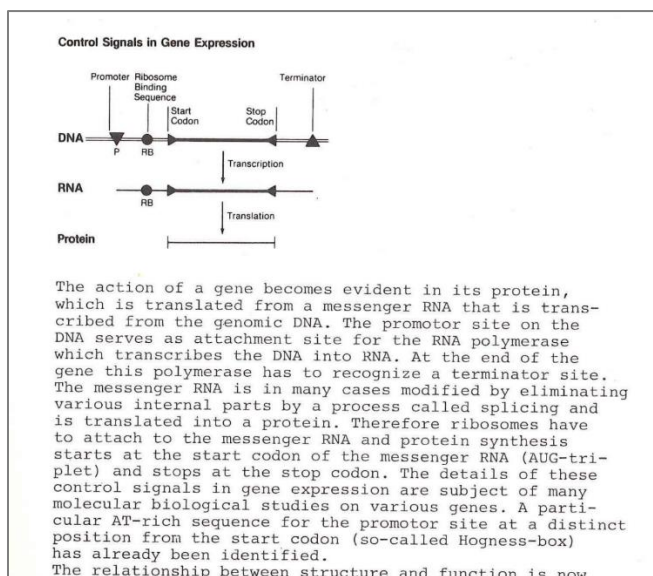 Control Signals in Gene Expression
Promoter Ribosome Binding Sequence Terminator
Start Codon Stop Codon
DNA
P RB
Transcription
RNA
RB
Translation
Protein
The action of a gene becomes evident in its protein,
which is translated from a messenger RNA that is trans-
cribed from the genomic DNA. The promotor site on the
DNA serves as attachment site for the RNA polymerase
which transcribes the DNA into RNA. At the end of the
gene this polymerase has to recognize a terminator site.
The messenger RNA is in many cases modified by eliminating
various internal parts by a process called splicing and
is translated into a protein. Therefore ribosomes have
to attach to the messenger RNA and protein synthesis
starts at the start codon of the messenger RNA (AUG-tri-
plet) and stops at the stop codon. The details of these
control signals in gene expression are subject of many
molecular biological studies on various genes. A parti-
cular AT-rich sequence for the promotor site at a distinct
position from the start codon (so-called Hogness-box)
has already been identified.
The relationship between structure and function is now